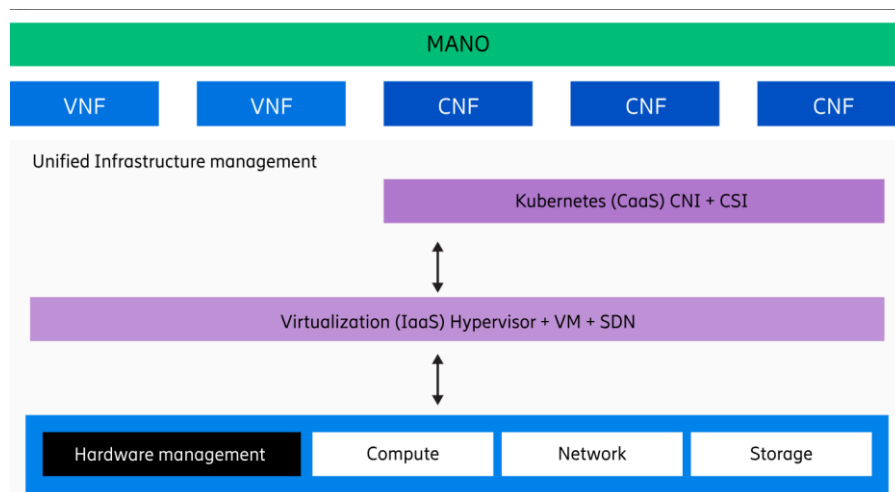 MANO
VNF VNF CNF CNF CNF
Unified Infrastructure management
Kubernetes (CaaS) CNI + CSI
Virtualization (IaaS) Hypervisor + VM + SDN
Hardware management Compute Network Storage